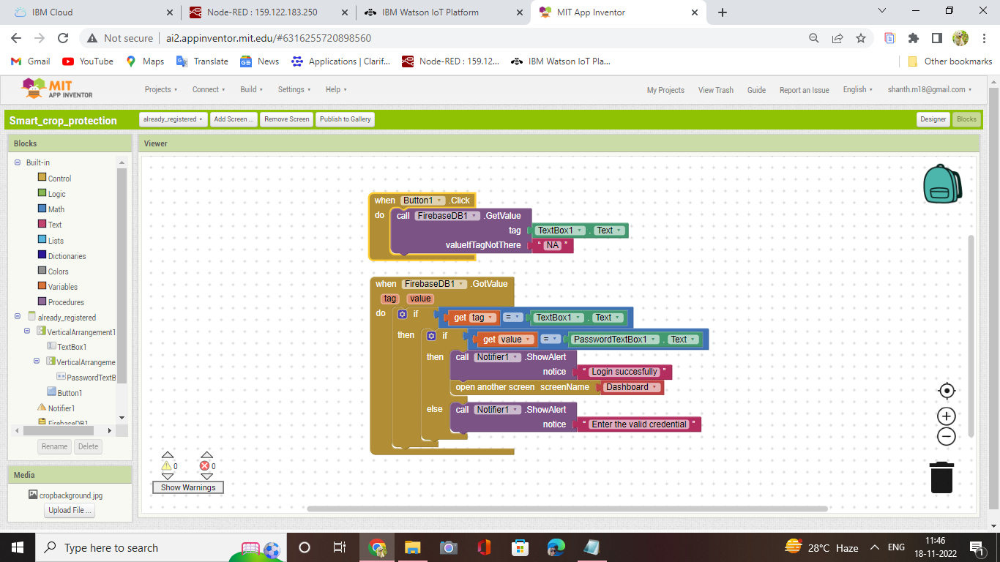 IBM Cloud
Node-RED : 159.122.183.250
IBM Watson IoT Platform
MIT App Inventor
Not secure
ai2.appinventor.mit.edu/#6316255720898560
Gmail
YouTube
Maps
Translate
News
Applications | Clarif...
Node-RED : 159.12...
IBM Watson IoT Pla...
Other bookmarks
MIT
APP INVENTOR
Projects
Connect
Build
Settings
Help
My Projects
View Trash
Guide
Report an Issue
English
shanth.m18@gmail.com
Smart_crop_protection
already_registered
Add Screen ...
Remove Screen
Publish to Gallery
Designer
Blocks
Blocks
Built-in
Control
Logic
Math
Text
Lists
Dictionaries
Colors
Variables
Procedures
already_registered
VerticalArrangement1
TextBox1
VerticalArrangeme
PasswordTextB
Button1
Notifier1
FirebaseDB1
Rename
Delete
Media
cropbackground.jpg
Upload File ...
Viewer
when Button1 .Click
do call FirebaseDB1 .GetValue
tag TextBox1 . Text
valueIfTagNotThere “ NA ”
when FirebaseDB1 .GotValue
tag value
do if get tag = TextBox1 . Text
then if get value = PasswordTextBox1 . Text
then call Notifier1 .ShowAlert
notice “ Login succesfully ”
open another screen screenName Dashboard
else call Notifier1 .ShowAlert
notice “ Enter the valid credential ”
0
0
Show Warnings
Type here to search
28°C Haze
ENG
11:46
18-11-2022
1